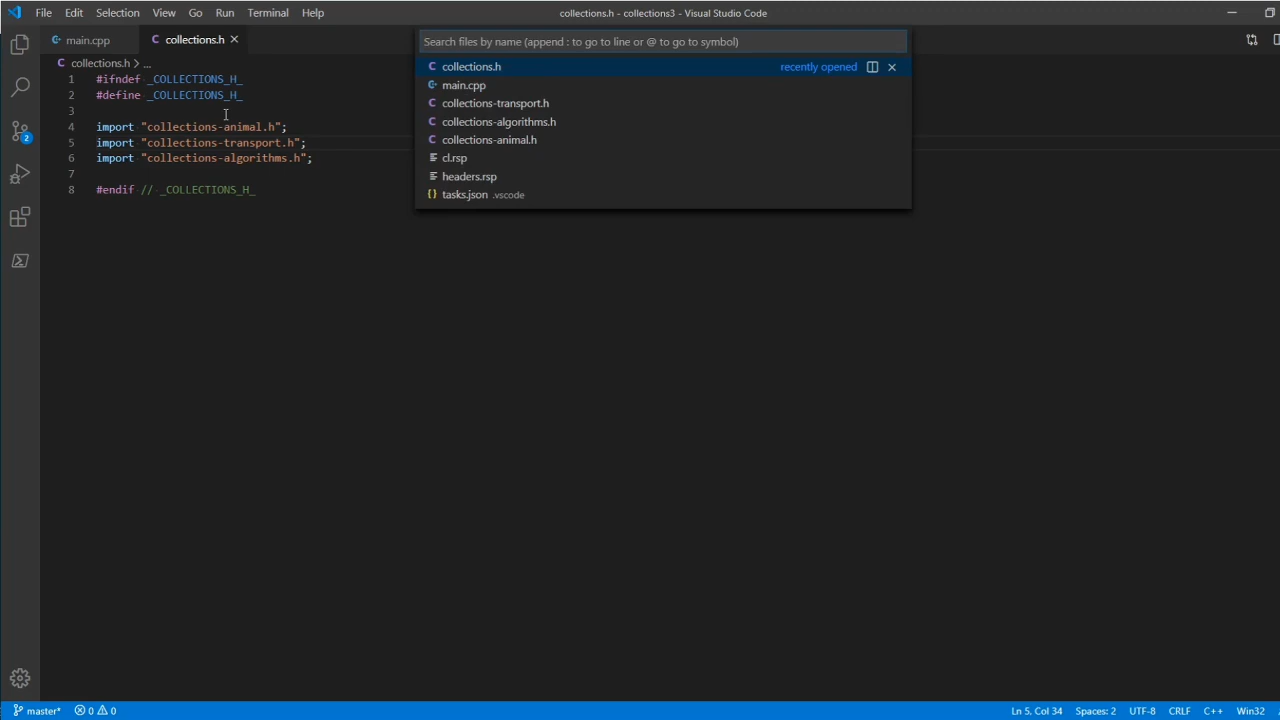 File Edit Selection View Go Run Terminal Help
collections.h - collections3 - Visual Studio Code
main.cpp
collections.h
collections.h > ...
1 #ifndef _COLLECTIONS_H_
2 #define _COLLECTIONS_H_
3
4 import "collections-animal.h";
5 import "collections-transport.h";
6 import "collections-algorithms.h";
7
8 #endif // _COLLECTIONS_H_
Search files by name (append : to go to line or @ to go to symbol)
collections.h recently opened
main.cpp
collections-transport.h
collections-algorithms.h
collections-animal.h
cl.rsp
headers.rsp
tasks.json .vscode
2
master* 0 0 Ln 5, Col 34 Spaces: 2 UTF-8 CRLF C++ Win32